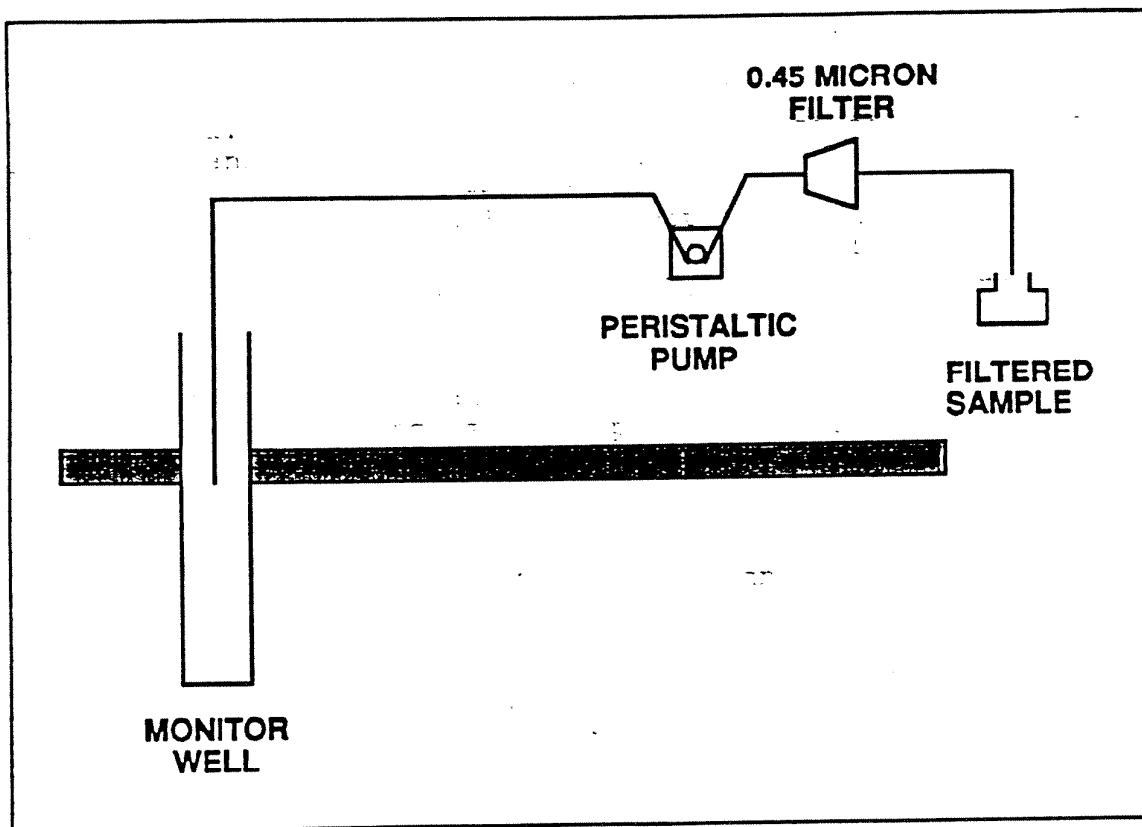 0.45 MICRON
FILTER
PERISTALTIC
PUMP
FILTERED
SAMPLE
MONITOR
WELL